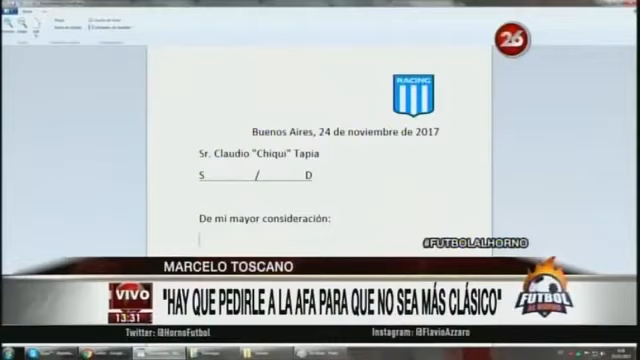 26
RACING
Buenos Aires, 24 de noviembre de 2017
Sr. Claudio "Chiqui" Tapia
S / D
De mi mayor consideración:
#FUTBOLALHORNO
MARCELO TOSCANO
VIVO
"HAY QUE PEDIRLE A LA AFA PARA QUE NO SEA MÁS CLÁSICO"
13:31
FUTBOL
AL HORNO
Twitter: @HornoFutbol
Instagram: @FlavioAzzaro